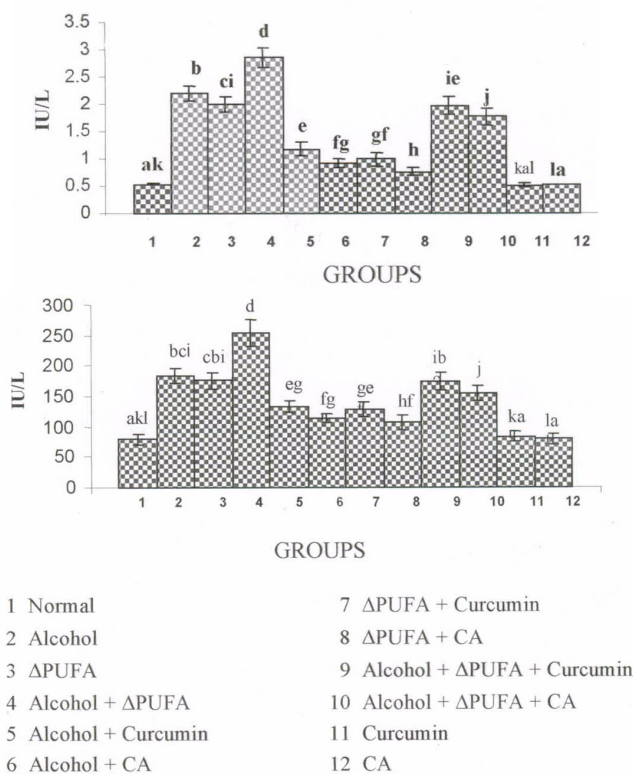 3.5
3
2.5
2
1.5
1
0.5
0
IU/L
ak
b
ci
d
e
fg
gf
h
ie
j
kal
la
1 2 3 4 5 6 7 8 9 10 11 12
GROUPS
300
250
200
150
100
50
0
IU/L
akl
bci
cbi
d
eg
fg
ge
hf
ib
j
ka
la
1 2 3 4 5 6 7 8 9 10 11 12
GROUPS
1 Normal
2 Alcohol
3 ΔPUFA
4 Alcohol + ΔPUFA
5 Alcohol + Curcumin
6 Alcohol + CA
7 ΔPUFA + Curcumin
8 ΔPUFA + CA
9 Alcohol + ΔPUFA + Curcumin
10 Alcohol + ΔPUFA + CA
11 Curcumin
12 CA